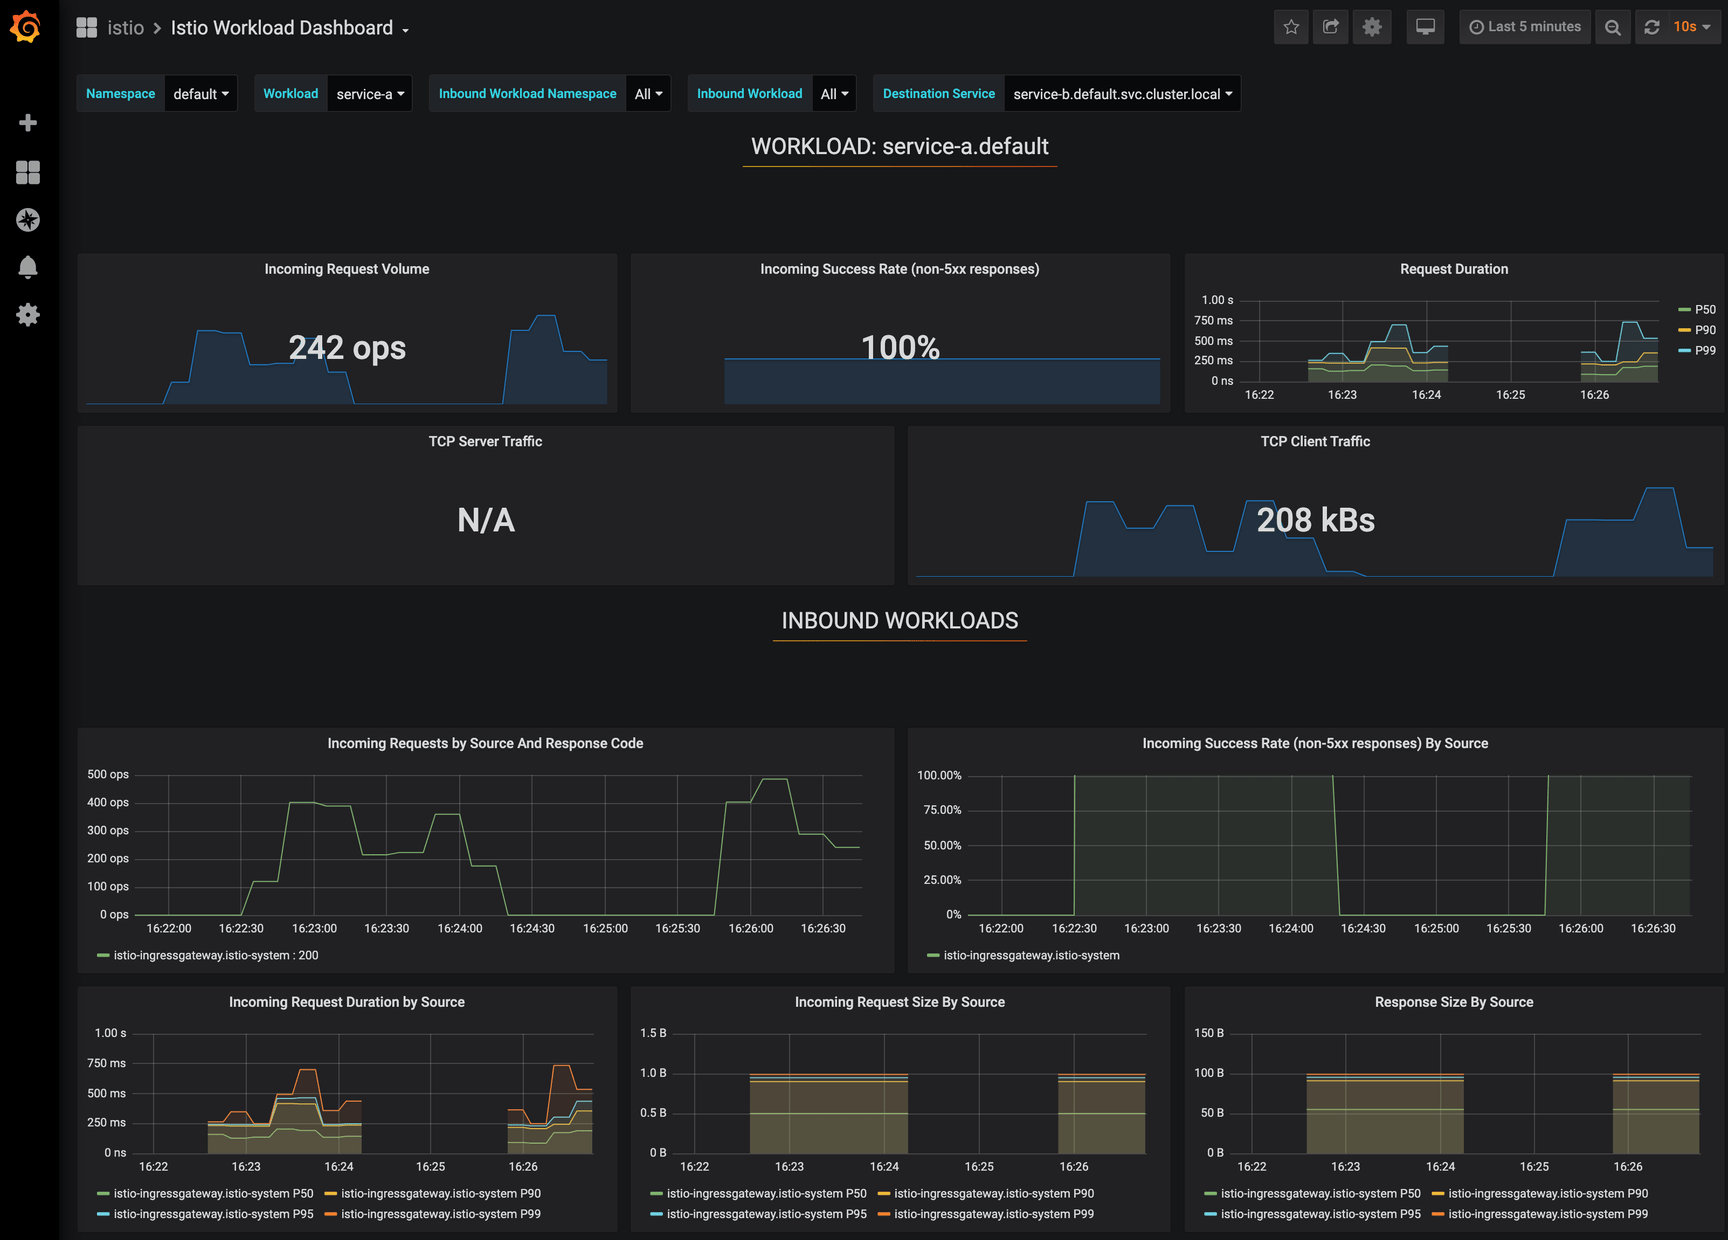 istio > Istio Workload Dashboard
Last 5 minutes
10s
Namespace default
Workload service-a
Inbound Workload Namespace All
Inbound Workload All
Destination Service service-b.default.svc.cluster.local
WORKLOAD: service-a.default
Incoming Request Volume
242 ops
Incoming Success Rate (non-5xx responses)
100%
Request Duration
1.00 s
750 ms
500 ms
250 ms
0 ns
16:22 16:23 16:24 16:25 16:26
P50
P90
P99
TCP Server Traffic
N/A
TCP Client Traffic
208 kBs
INBOUND WORKLOADS
Incoming Requests by Source And Response Code
500 ops
400 ops
300 ops
200 ops
100 ops
0 ops
16:22:00 16:22:30 16:23:00 16:23:30 16:24:00 16:24:30 16:25:00 16:25:30 16:26:00 16:26:30
istio-ingressgateway.istio-system : 200
Incoming Success Rate (non-5xx responses) By Source
100.00%
75.00%
50.00%
25.00%
0%
16:22:00 16:22:30 16:23:00 16:23:30 16:24:00 16:24:30 16:25:00 16:25:30 16:26:00 16:26:30
istio-ingressgateway.istio-system
Incoming Request Duration by Source
1.00 s
750 ms
500 ms
250 ms
0 ns
16:22 16:23 16:24 16:25 16:26
istio-ingressgateway.istio-system P50 istio-ingressgateway.istio-system P90
istio-ingressgateway.istio-system P95 istio-ingressgateway.istio-system P99
Incoming Request Size By Source
1.5 B
1.0 B
0.5 B
0 B
16:22 16:23 16:24 16:25 16:26
istio-ingressgateway.istio-system P50 istio-ingressgateway.istio-system P90
istio-ingressgateway.istio-system P95 istio-ingressgateway.istio-system P99
Response Size By Source
150 B
100 B
50 B
0 B
16:22 16:23 16:24 16:25 16:26
istio-ingressgateway.istio-system P50 istio-ingressgateway.istio-system P90
istio-ingressgateway.istio-system P95 istio-ingressgateway.istio-system P99